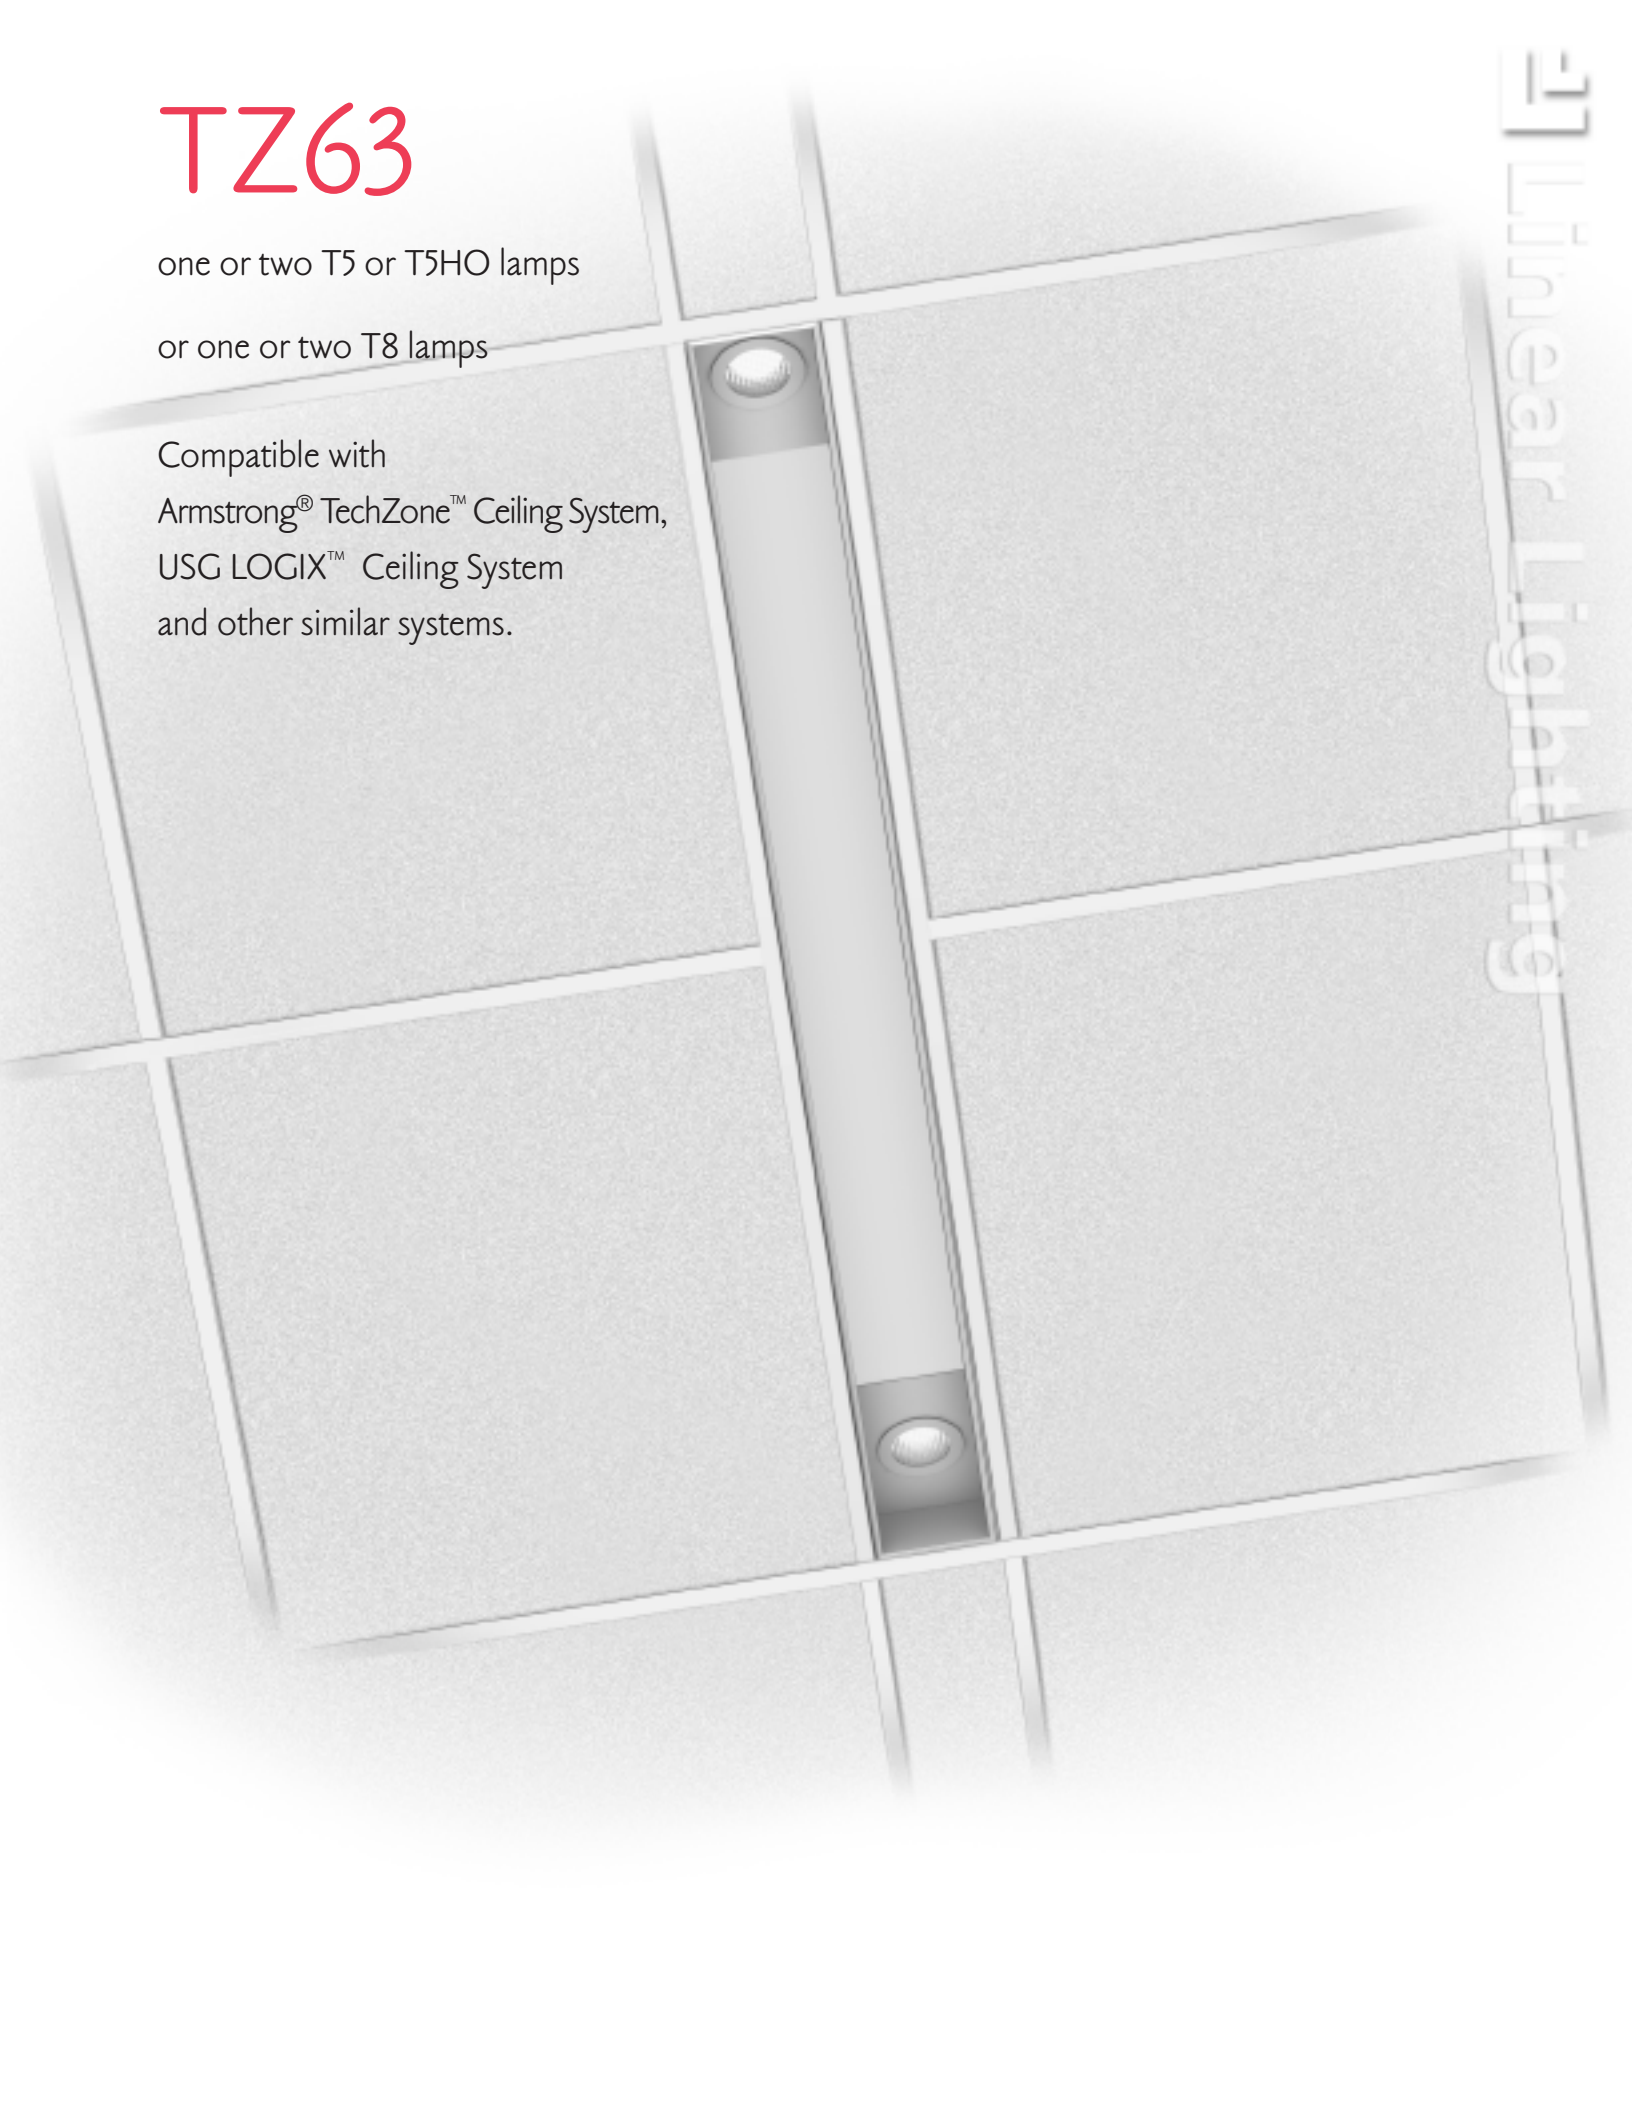 TZ63
one or two T5 or T5HO lamps
or one or two T8 lamps
Compatible with
Armstrong® TechZone™ Ceiling System,
USG LOGIX™ Ceiling System
and other similar systems.
Linear Lighting